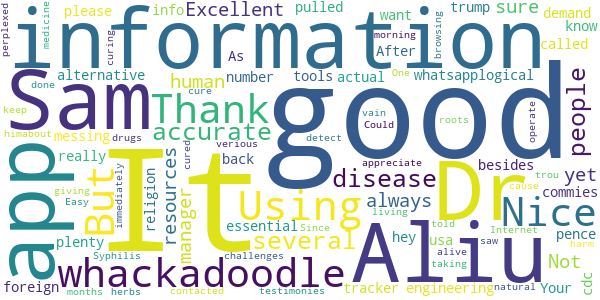 info Excellent pulled please trump want sure demand know
information
perplexed medicine curing
alternative After called
As number tools actual morning browsing One
human whatsapplogical
Sam Thank good people
accurate messing keep done himabout
drugs cure cured verious Could vain detect roots operate
app But It really back appreciate
immediately religion resources manager
disease besides yet
Using Dr Nice
always commies
giving plenty several essential living told Internet trou cause
Easy Since hey usa saw pence
Aliu Not cdc
whackadoodle
Syphilis challenges alive taking harm
foreign months herbs contacted testimonies tracker engineering natural Your